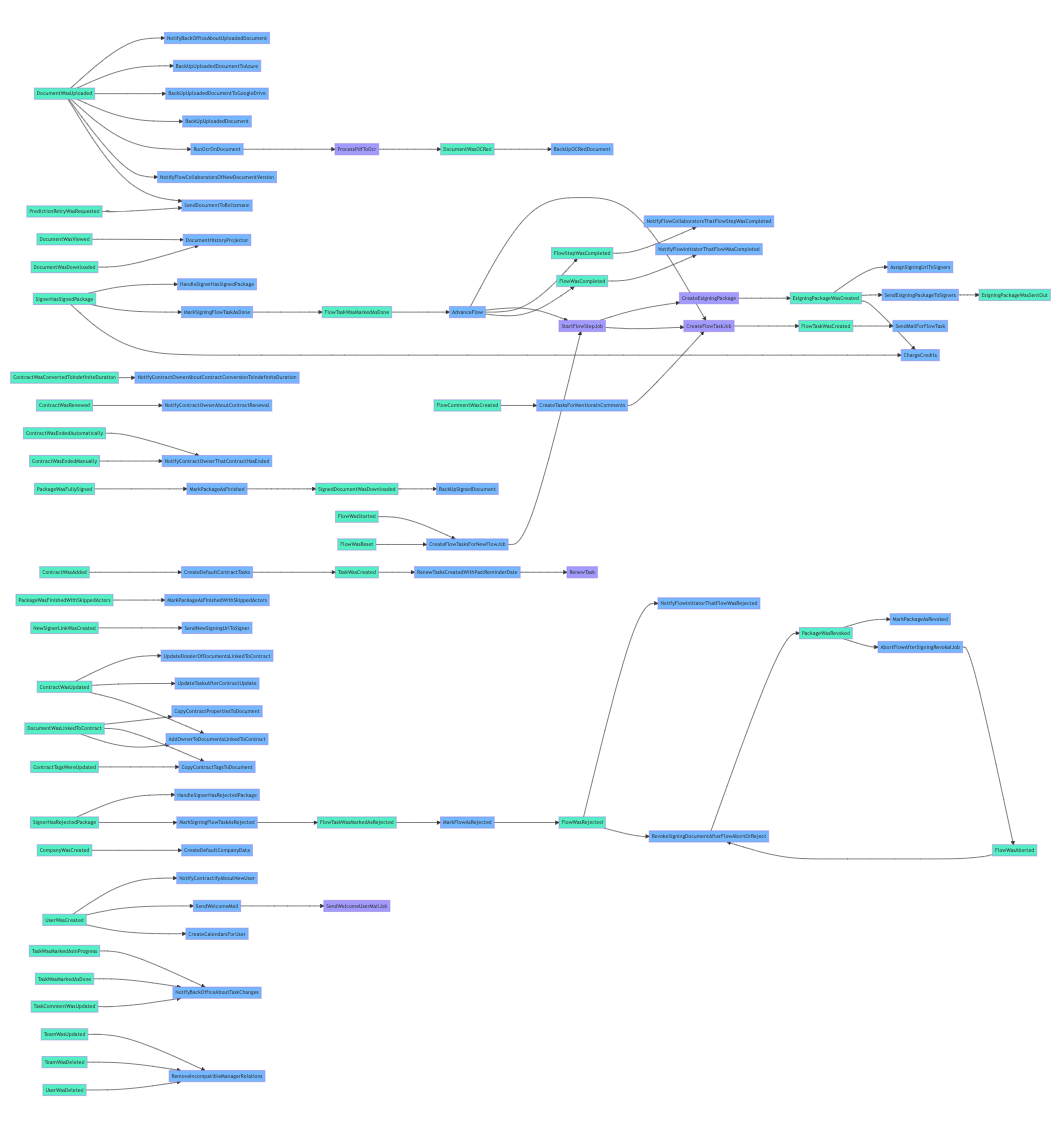 NotifyBackOfficeAboutUploadedDocument
BackUpUploadedDocumentToAzure
DocumentWasUploaded
BackUpUploadedDocumentToGoogleDrive
BackUpUploadedDocument
RunOcrOnDocument
ProcessPdfToOcr
DocumentWasOCRed
BackUpOCRedDocument
NotifyFlowCollaboratorsOfNewDocumentVersion
SendDocumentToBoltzmann
PredictionRetryWasRequested
NotifyFlowCollaboratorsThatFlowStepWasCompleted
DocumentWasViewed
DocumentHistoryProjector
NotifyFlowInitiatorThatFlowWasCompleted
FlowStepWasCompleted
DocumentWasDownloaded
AssignSigningUrlToSigners
FlowWasCompleted
HandleSignerHasSignedPackage
SignerHasSignedPackage
CreateEsigningPackage
EsigningPackageWasCreated
SendEsigningPackageToSigners
EsigningPackageWasSentOut
MarkSigningFlowTaskAsDone
FlowTaskWasMarkedAsDone
AdvanceFlow
StartFlowStepJob
CreateFlowTaskJob
FlowTaskWasCreated
SendMailForFlowTask
ChargeCredits
ContractWasConvertedToIndefiniteDuration
NotifyContractOwnerAboutContractConversionToIndefiniteDuration
ContractWasRenewed
NotifyContractOwnerAboutContractRenewal
FlowCommentWasCreated
CreateTasksForMentionsInComments
ContractWasEndedAutomatically
ContractWasEndedManually
NotifyContractOwnerThatContractHasEnded
PackageWasFullySigned
MarkPackageAsFinished
SignedDocumentWasDownloaded
BackUpSignedDocument
FlowWasStarted
FlowWasReset
CreateFlowTasksForNewFlowJob
ContractWasAdded
CreateDefaultContractTasks
TaskWasCreated
RenewTasksCreatedWithPastReminderDate
RenewTask
PackageWasFinishedWithSkippedActors
MarkPackageAsFinishedWithSkippedActors
NotifyFlowInitiatorThatFlowWasRejected
NewSignerLinkWasCreated
SendNewSigningUrlToSigner
MarkPackageAsRevoked
PackageWasRevoked
AbortFlowAfterSigningRevokalJob
UpdateDossierOfDocumentsLinkedToContract
ContractWasUpdated
UpdateTasksAfterContractUpdate
CopyContractPropertiesToDocument
DocumentWasLinkedToContract
AddOwnerToDocumentsLinkedToContract
ContractTagsWereUpdated
CopyContractTagsToDocument
HandleSignerHasRejectedPackage
SignerHasRejectedPackage
MarkSigningFlowTaskAsRejected
FlowTaskWasMarkedAsRejected
MarkFlowAsRejected
FlowWasRejected
RevokeSigningDocumentAfterFlowAbortOrReject
CompanyWasCreated
CreateDefaultCompanyData
FlowWasAborted
NotifyContractifyAboutNewUser
SendWelcomeMail
SendWelcomeUserMailJob
UserWasCreated
CreateCalendarsForUser
TaskWasMarkedAsInProgress
TaskWasMarkedAsDone
NotifyBackOfficeAboutTaskChanges
TaskCommentWasUpdated
TeamWasUpdated
TeamWasDeleted
RemoveIncompatibleManagerRelations
UserWasDeleted